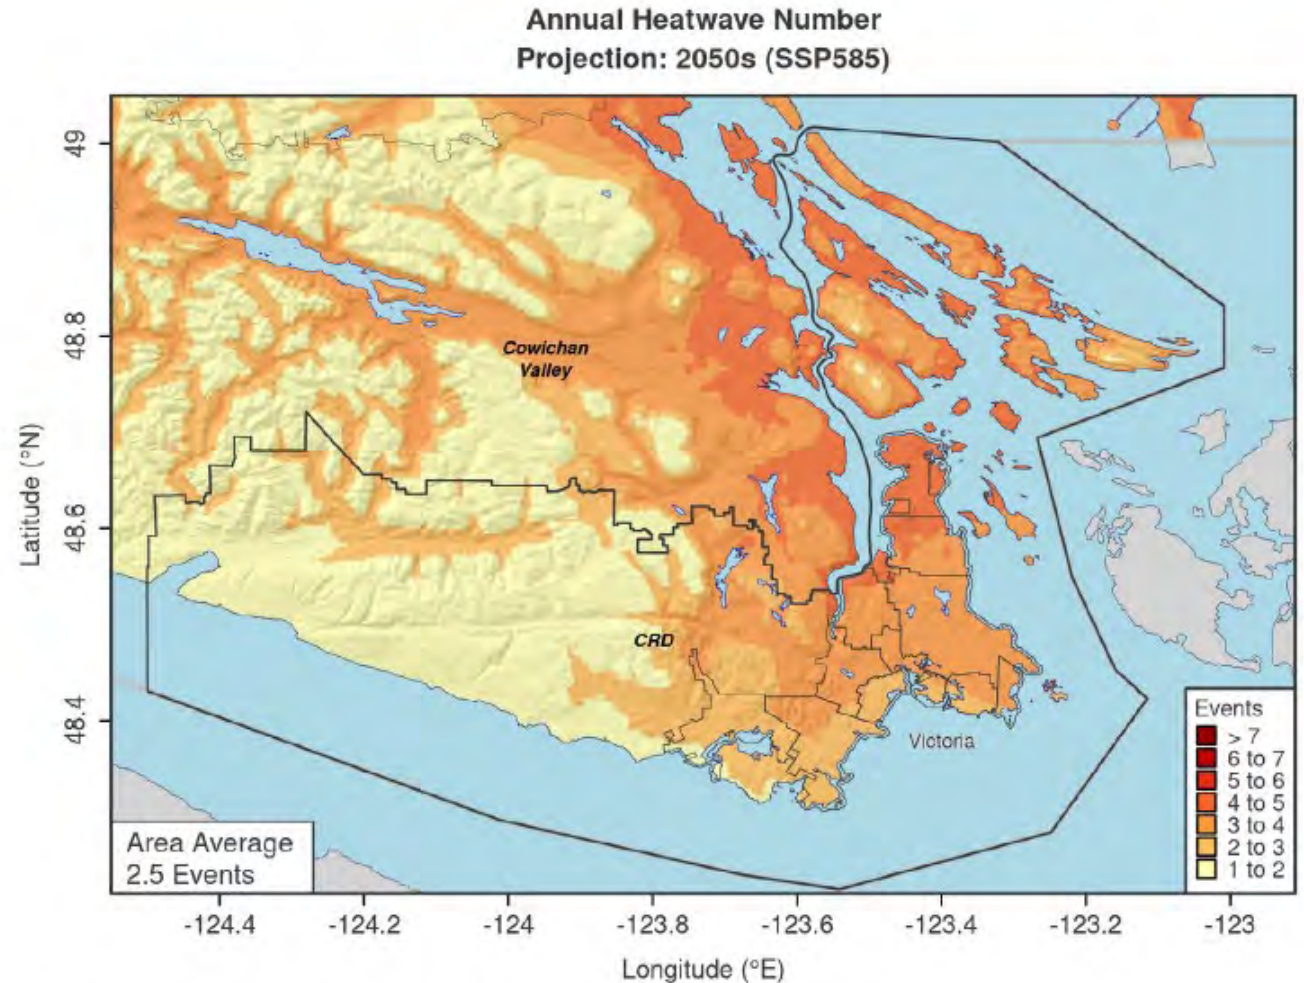 Annual Heatwave Number
Projection: 2050s (SSP585)
49
48.8
48.6
48.4
Latitude (°N)
Cowichan
Valley
CRD
Victoria
Events
> 7
6 to 7
5 to 6
4 to 5
3 to 4
2 to 3
1 to 2
Area Average
2.5 Events
-124.4
-124.2
-124
-123.8
-123.6
-123.4
-123.2
-123
Longitude (°E)